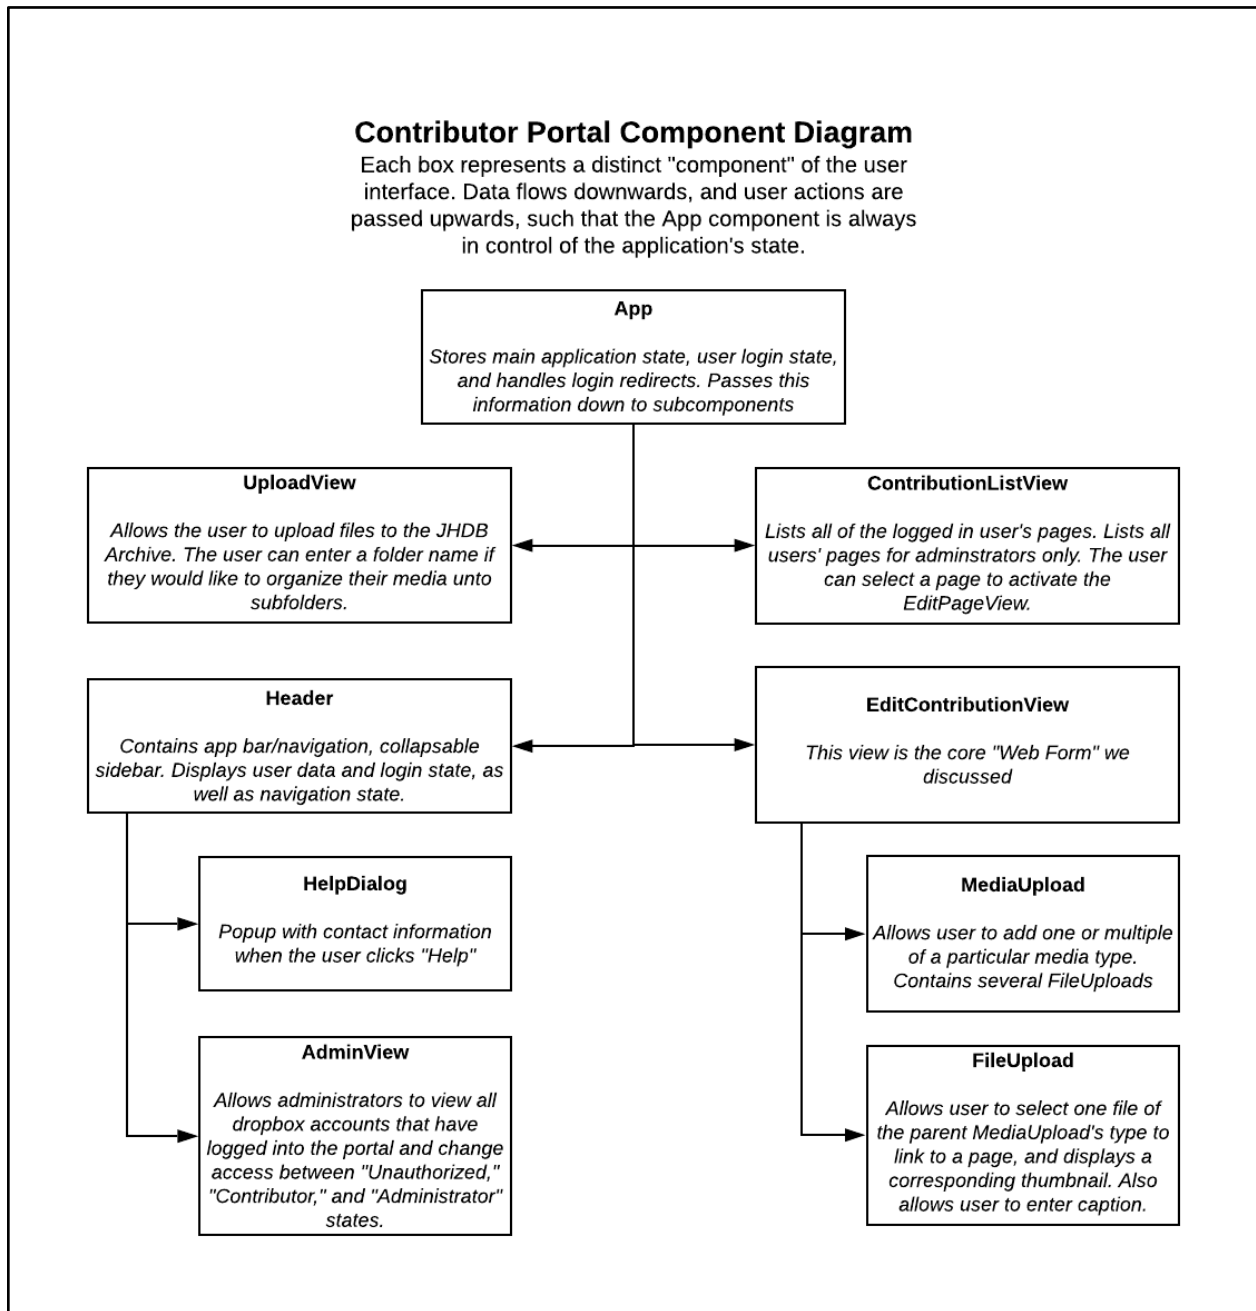 Contributor Portal Component Diagram
Each box represents a distinct "component" of the user
interface. Data flows downwards, and user actions are
passed upwards, such that the App component is always
in control of the application's state.
App
Stores main application state, user login state,
and handles login redirects. Passes this
information down to subcomponents
UploadView
Allows the user to upload files to the JHDB
Archive. The user can enter a folder name if
they would like to organize their media unto
subfolders.
ContributionListView
Lists all of the logged in user's pages. Lists all
users' pages for adminstrators only. The user
can select a page to activate the
EditPageView.
Header
Contains app bar/navigation, collapsable
sidebar. Displays user data and login state, as
well as navigation state.
EditContributionView
This view is the core "Web Form" we
discussed
HelpDialog
Popup with contact information
when the user clicks "Help"
MediaUpload
Allows user to add one or multiple
of a particular media type.
Contains several FileUploads
AdminView
Allows administrators to view all
dropbox accounts that have
logged into the portal and change
access between "Unauthorized,"
"Contributor," and "Administrator"
states.
FileUpload
Allows user to select one file of
the parent MediaUpload's type to
link to a page, and displays a
corresponding thumbnail. Also
allows user to enter caption.